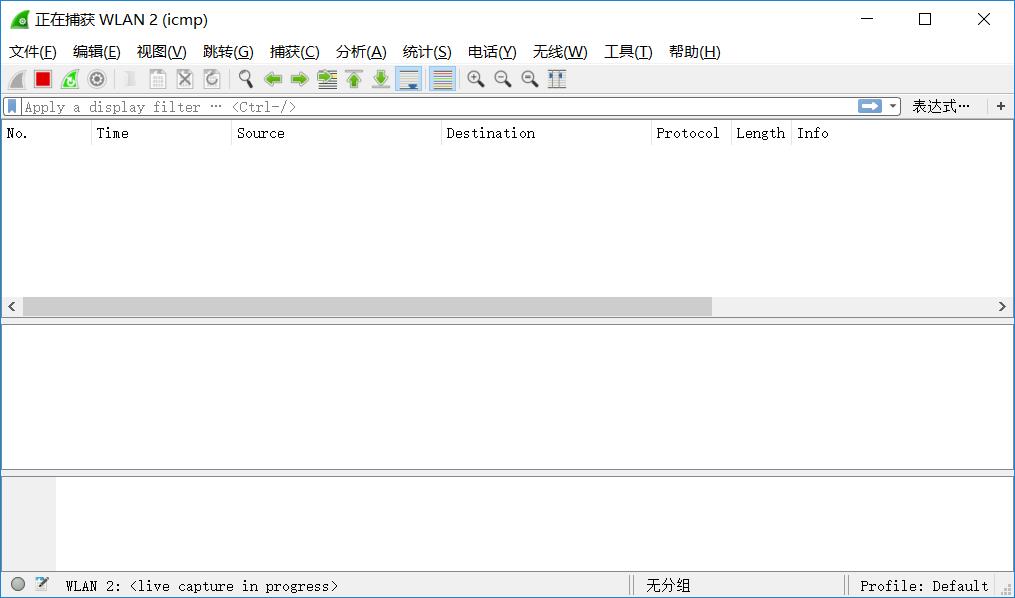 正在捕获 WLAN 2 (icmp)
文件(F) 编辑(E) 视图(V) 跳转(G) 捕获(C) 分析(A) 统计(S) 电话(Y) 无线(W) 工具(T) 帮助(H)
Apply a display filter … <Ctrl-/> 表达式… +
No. Time Source Destination Protocol Length Info
WLAN 2: <live capture in progress> 无分组 Profile: Default